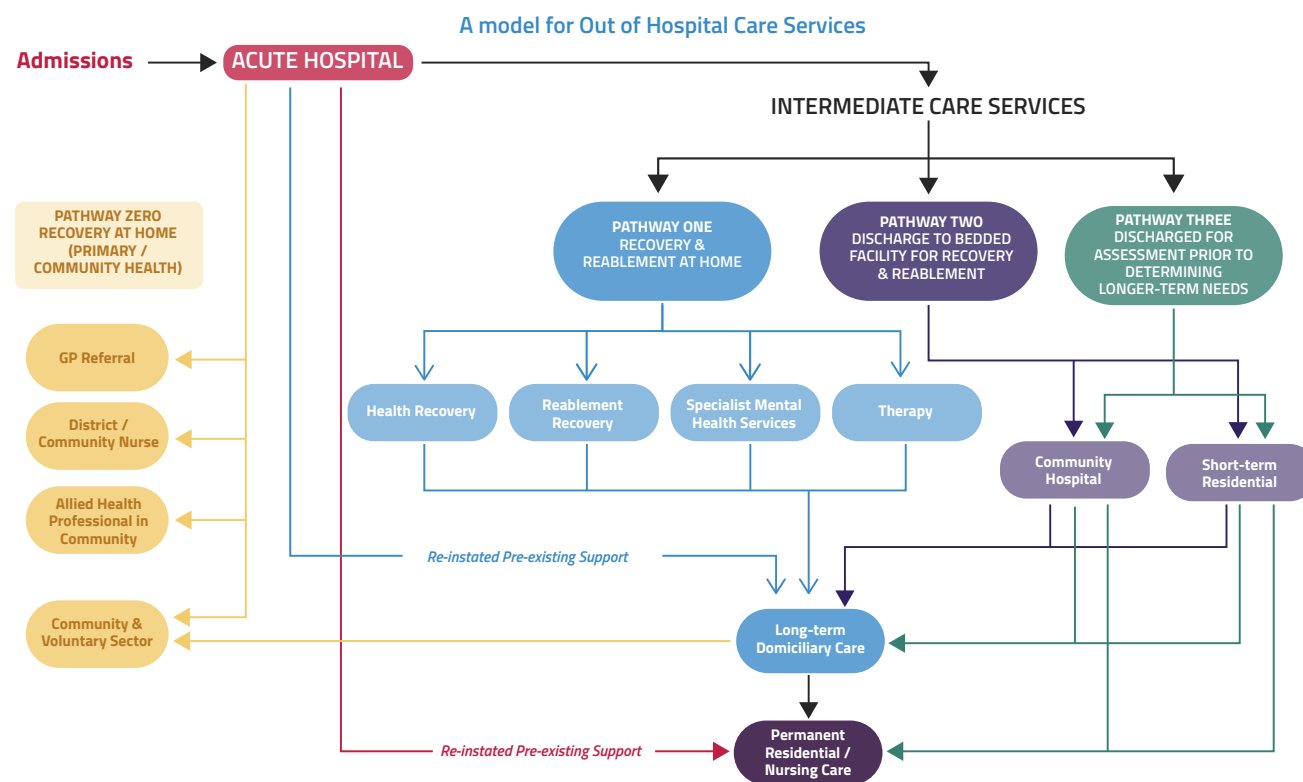 A model for Out of Hospital Care Services
Admissions
ACUTE HOSPITAL
INTERMEDIATE CARE SERVICES
PATHWAY ZERO
RECOVERY AT HOME
(PRIMARY /
COMMUNITY HEALTH)
PATHWAY ONE
RECOVERY &
REABLEMENT AT HOME
PATHWAY TWO
DISCHARGE TO BEDDED
FACILITY FOR RECOVERY
& REABLEMENT
PATHWAY THREE
DISCHARGED FOR
ASSESSMENT PRIOR TO
DETERMINING
LONGER-TERM NEEDS
GP Referral
District /
Community Nurse
Allied Health
Professional in
Community
Community &
Voluntary Sector
Health Recovery
Reablement
Recovery
Specialist Mental
Health Services
Therapy
Community
Hospital
Short-term
Residential
Re-instated Pre-existing Support
Long-term
Domiciliary Care
Re-instated Pre-existing Support
Permanent
Residential /
Nursing Care